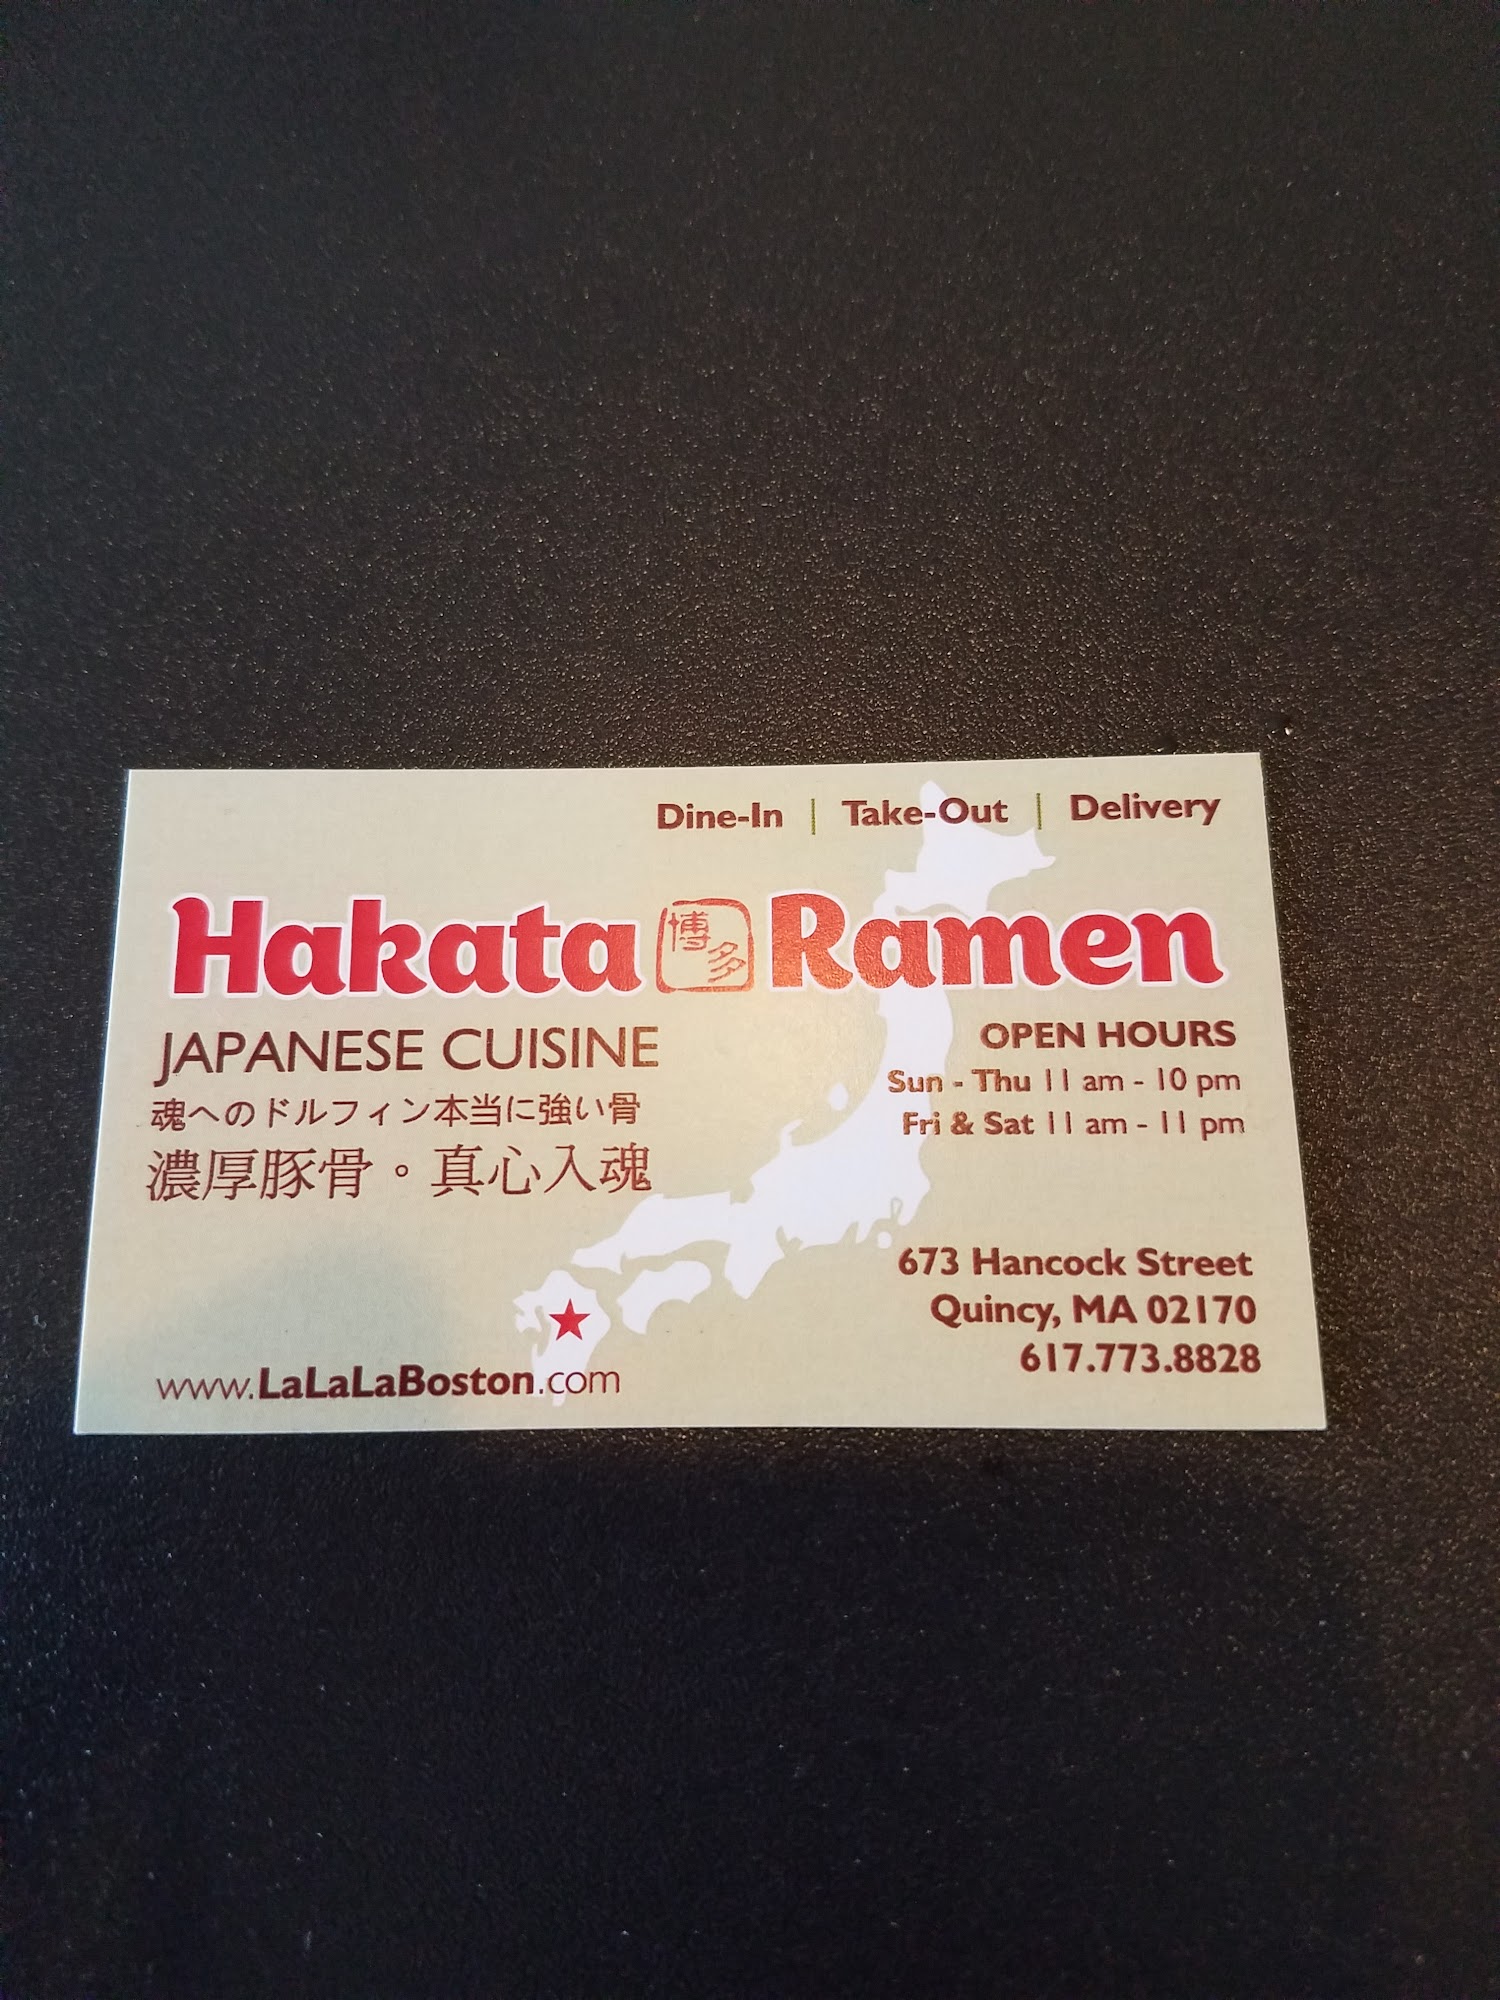 Dine-In | Take-Out | Delivery
Hakata 博多 Ramen
JAPANESE CUISINE
魂へのドルフィン本当に強い骨
濃厚豚骨。真心入魂
OPEN HOURS
Sun - Thu 11 am - 10 pm
Fri & Sat 11 am - 11 pm
673 Hancock Street
Quincy, MA 02170
617.773.8828
www.LaLaLaBoston.com